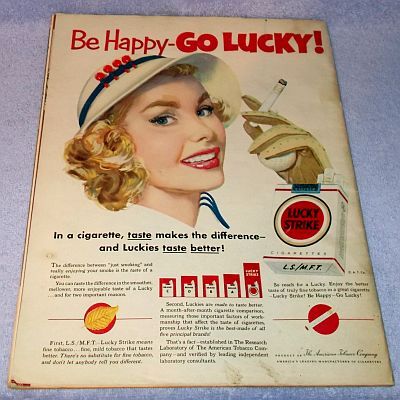 Be Happy-GO LUCKY!
In a cigarette, taste makes the difference—
and Luckies taste better!
LUCKY
STRIKE
CIGARETTES
L.S./M.F.T.
The difference between "just smoking" and
really enjoying your smoke is the taste of a
cigarette.
You can taste the difference in the smoother,
mellower, more enjoyable taste of a Lucky
...and for two important reasons.
LUCKY
STRIKE
So reach for a Lucky. Enjoy the better
taste of truly fine tobacco in a great cigarette
—Lucky Strike! Be Happy—Go Lucky!
First, L.S./M.F.T.—Lucky Strike means
fine tobacco...fine, mild tobacco that tastes
better. There's no substitute for fine tobacco,
and don't let anybody tell you different.
Second, Luckies are made to taste better.
A month-after-month cigarette comparison,
measuring those important factors of work-
manship that affect the taste of cigarettes,
proves Lucky Strike is the best-made of all
five principal brands!
That's a fact—established in The Research
Laboratory of The American Tobacco Com-
pany—and verified by leading independent
laboratory consultants.
PRODUCT OF The American Tobacco Company
AMERICA'S LEADING MANUFACTURER OF CIGARETTES